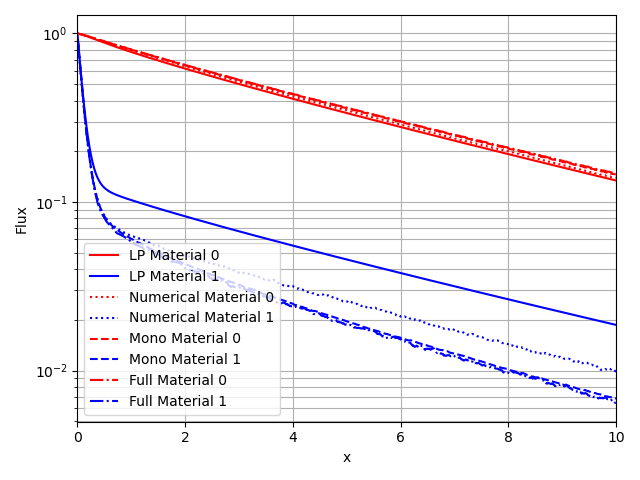 10⁰
10⁻¹
10⁻²
Flux
LP Material 0
LP Material 1
Numerical Material 0
Numerical Material 1
Mono Material 0
Mono Material 1
Full Material 0
Full Material 1
0 2 4 6 8 10
x